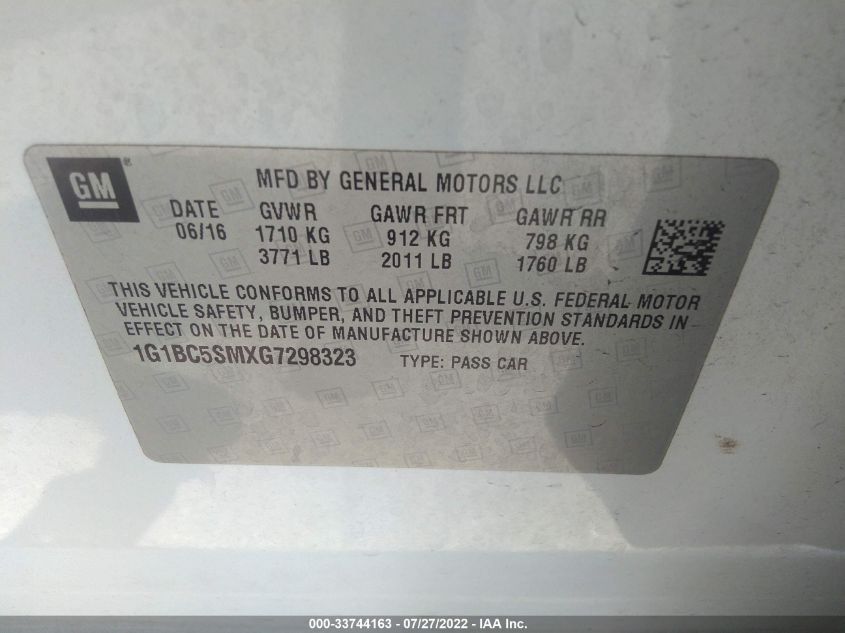 GM®
MFD BY GENERAL MOTORS LLC
DATE GVWR GAWR FRT GAWR RR
06/16 1710 KG 912 KG 798 KG
3771 LB 2011 LB 1760 LB
THIS VEHICLE CONFORMS TO ALL APPLICABLE U.S. FEDERAL MOTOR
VEHICLE SAFETY, BUMPER, AND THEFT PREVENTION STANDARDS IN
EFFECT ON THE DATE OF MANUFACTURE SHOWN ABOVE.
1G1BC5SMXG7298323 TYPE: PASS CAR
000-33744163 - 07/27/2022 - © IAA, Inc.